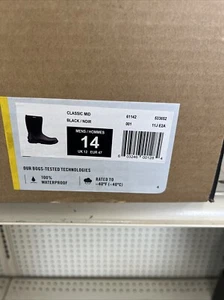 CLASSIC MID
BLACK / NOIR
61142
001
MENS / HOMMES
14
UK 13 EUR 47
OUR BOGS-TESTED TECHNOLOGIES
100%
WATERPROOF
RATED TO
-40°F (-40°C)